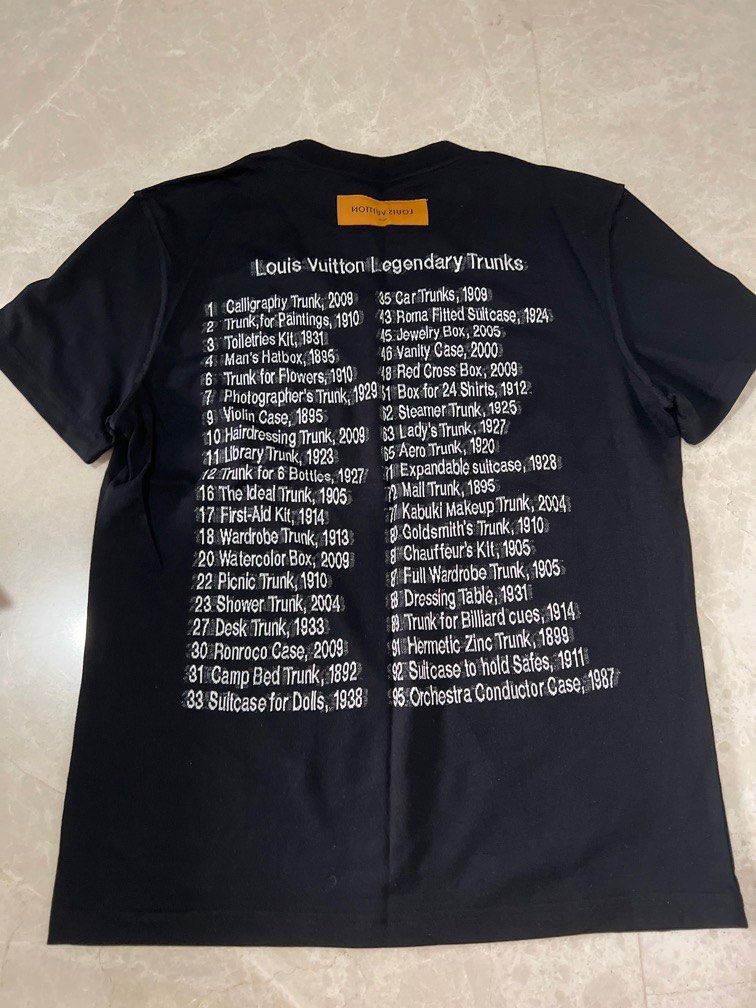 LOUIS VUITTON
Louis Vuitton Legendary Trunks
1 Calligraphy Trunk, 2009
2 Trunk for Paintings, 1910
3 Toiletries Kit, 1931
4 Man's Hatbox, 1895
6 Trunk for Flowers, 1910
7 Photographer's Trunk, 1929
9 Violin Case, 1895
10 Hairdressing Trunk, 2009
11 Library Trunk, 1923
12 Trunk for 6 Bottles, 1927
16 The Ideal Trunk, 1905
17 First-Aid Kit, 1914
18 Wardrobe Trunk, 1913
20 Watercolor Box, 2009
22 Picnic Trunk, 1910
23 Shower Trunk, 2004
27 Desk Trunk, 1933
30 Ronroco Case, 2009
31 Camp Bed Trunk, 1892
33 Suitcase for Dolls, 1938
35 Car Trunks, 1909
43 Roma Fitted Suitcase, 1924
45 Jewelry Box, 2005
46 Vanity Case, 2000
48 Red Cross Box, 2009
Box for 24 Shirts, 1912
62 Steamer Trunk, 1925
63 Lady's Trunk, 1927
65 Aero Trunk, 1920
Expandable suitcase, 1928
Mail Trunk, 1895
Kabuki Makeup Trunk, 2004
Goldsmith's Trunk, 1910
Chauffeur's Kit, 1905
Full Wardrobe Trunk, 1905
88 Dressing Table, 1931
89 Trunk for Billiard cues, 1914
91 Hermetic Zinc Trunk, 1899
92 Suitcase to hold Safes, 1911
95 Orchestra Conductor Case, 1987